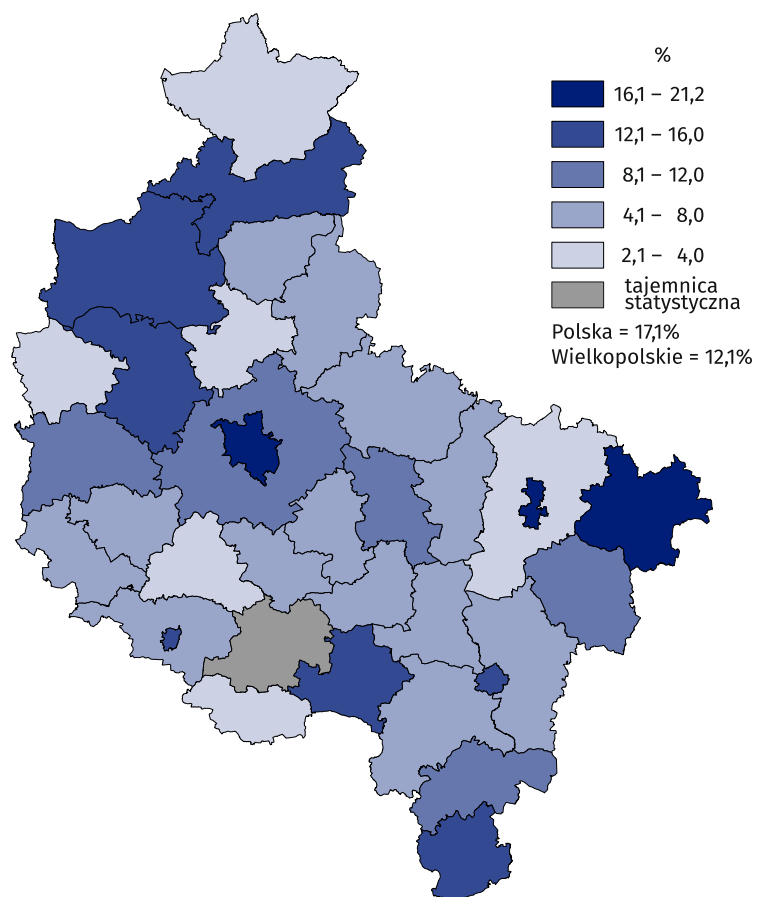 %
16,1 – 21,2
12,1 – 16,0
8,1 – 12,0
4,1 – 8,0
2,1 – 4,0
tajemnica
statystyczna
Polska = 17,1%
Wielkopolskie = 12,1%